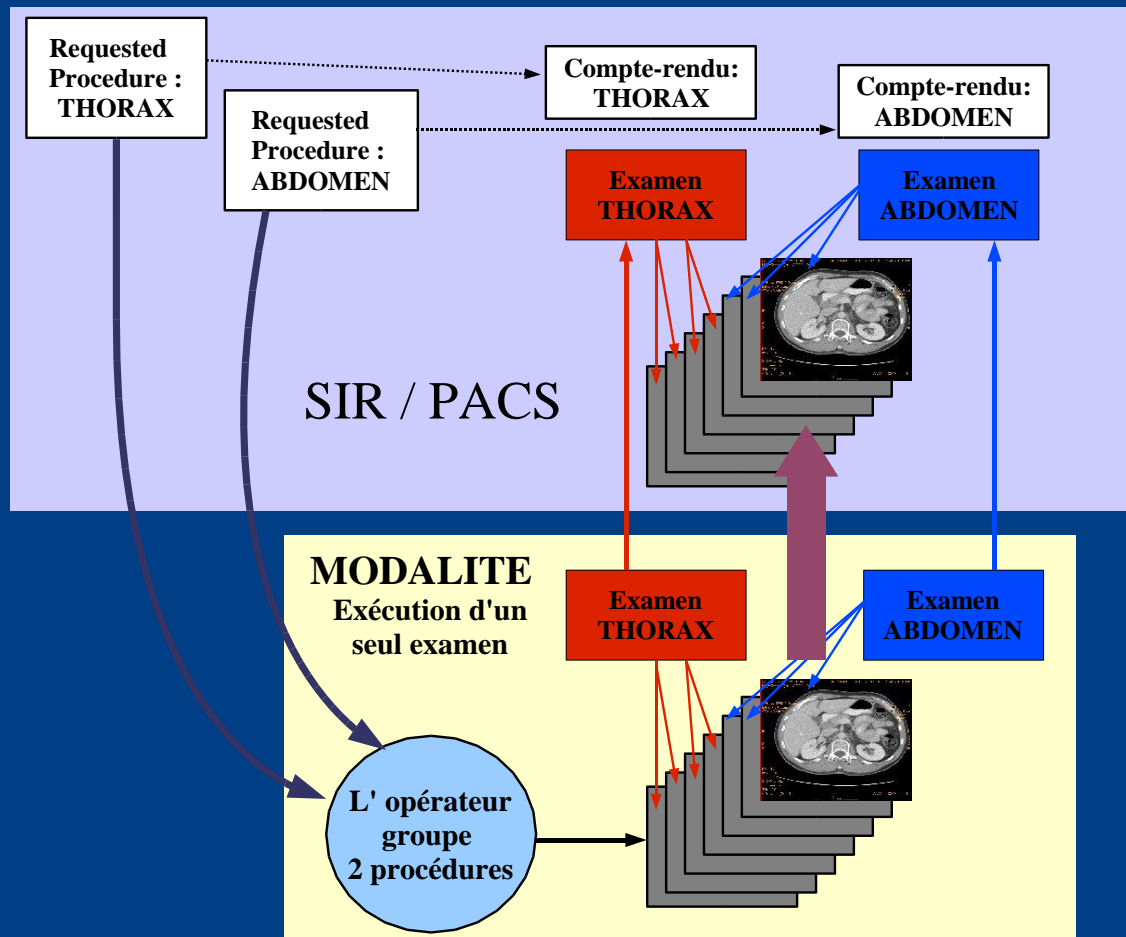 Requested
Procedure :
THORAX
Requested
Procedure :
ABDOMEN
Compte-rendu:
THORAX
Compte-rendu:
ABDOMEN
Examen
THORAX
Examen
ABDOMEN
SIR / PACS
MODALITE
Exécution d'un
seul examen
Examen
THORAX
Examen
ABDOMEN
L' opérateur
groupe
2 procédures